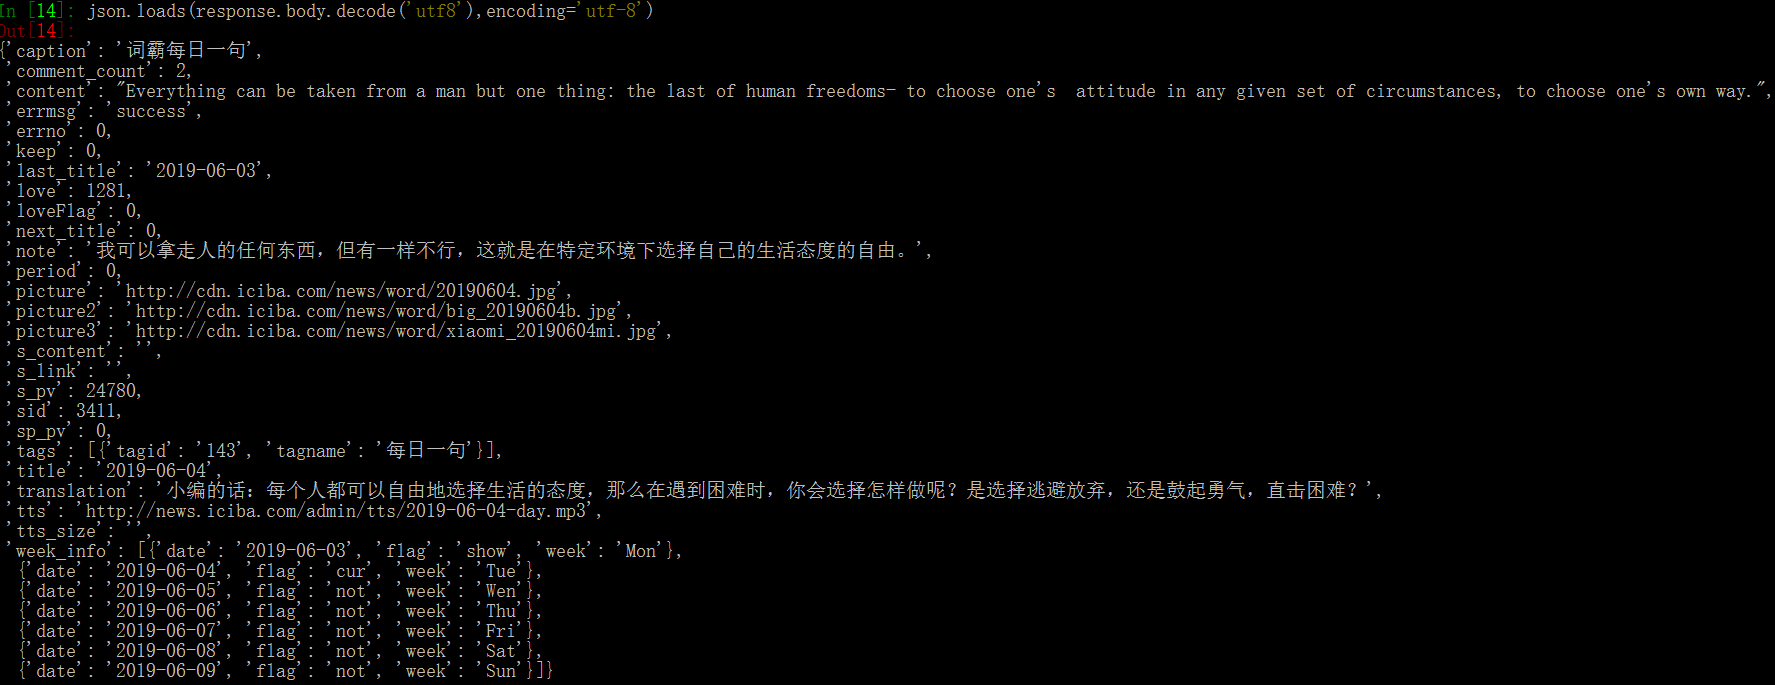 In [14]: json.loads(response.body.decode('utf8'),encoding='utf-8')
Out[14]:
{'caption': '词霸每日一句',
 'comment_count': 2,
 'content': "Everything can be taken from a man but one thing: the last of human freedoms- to choose one's  attitude in any given set of circumstances, to choose one's own way.",
 'errmsg': 'success',
 'errno': 0,
 'keep': 0,
 'last_title': '2019-06-03',
 'love': 1281,
 'loveFlag': 0,
 'next_title': 0,
 'note': '我可以拿走人的任何东西，但有一样不行，这就是在特定环境下选择自己的生活态度的自由。',
 'period': 0,
 'picture': 'http://cdn.iciba.com/news/word/20190604.jpg',
 'picture2': 'http://cdn.iciba.com/news/word/big_20190604b.jpg',
 'picture3': 'http://cdn.iciba.com/news/word/xiaomi_20190604mi.jpg',
 's_content': '',
 's_link': '',
 's_pv': 24780,
 'sid': 3411,
 'sp_pv': 0,
 'tags': [{'tagid': '143', 'tagname': '每日一句'}],
 'title': '2019-06-04',
 'translation': '小编的话：每个人都可以自由地选择生活的态度，那么在遇到困难时，你会选择怎样做呢？是选择逃避放弃，还是鼓起勇气，直击困难？',
 'tts': 'http://news.iciba.com/admin/tts/2019-06-04-day.mp3',
 'tts_size': '',
 'week_info': [{'date': '2019-06-03', 'flag': 'show', 'week': 'Mon'},
  {'date': '2019-06-04', 'flag': 'cur', 'week': 'Tue'},
  {'date': '2019-06-05', 'flag': 'not', 'week': 'Wen'},
  {'date': '2019-06-06', 'flag': 'not', 'week': 'Thu'},
  {'date': '2019-06-07', 'flag': 'not', 'week': 'Fri'},
  {'date': '2019-06-08', 'flag': 'not', 'week': 'Sat'},
  {'date': '2019-06-09', 'flag': 'not', 'week': 'Sun'}]}